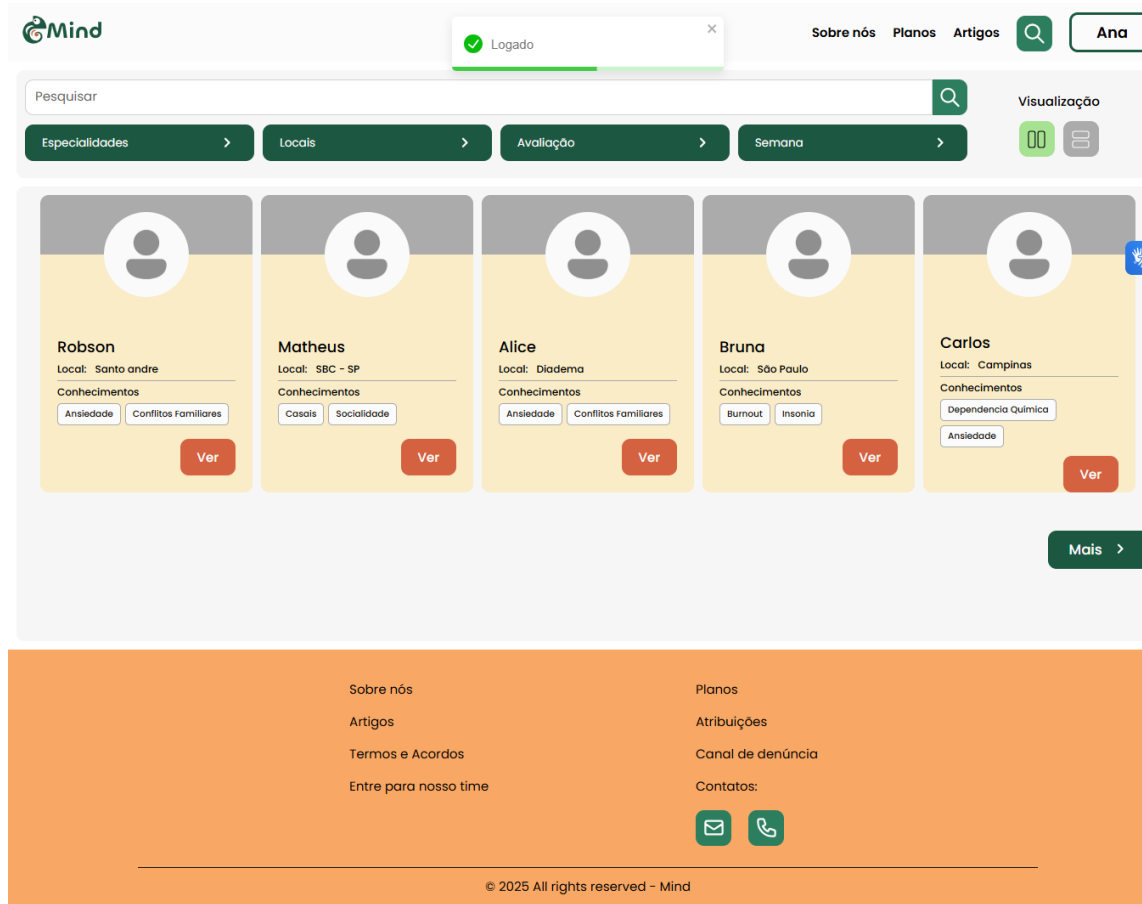 Mind
Logado
Sobre nós Planos Artigos Ana
Pesquisar
Visualização
Especialidades Locais Avaliação Semana
Robson
Local: Santo andre
Conhecimentos
Ansiedade Conflitos Familiares
Ver
Matheus
Local: SBC - SP
Conhecimentos
Casais Socialidade
Ver
Alice
Local: Diadema
Conhecimentos
Ansiedade Conflitos Familiares
Ver
Bruna
Local: São Paulo
Conhecimentos
Burnout Insonia
Ver
Carlos
Local: Campinas
Conhecimentos
Dependencia Química
Ansiedade
Ver
Mais
Sobre nós
Artigos
Termos e Acordos
Entre para nosso time
Planos
Atribuições
Canal de denúncia
Contatos:
© 2025 All rights reserved - Mind